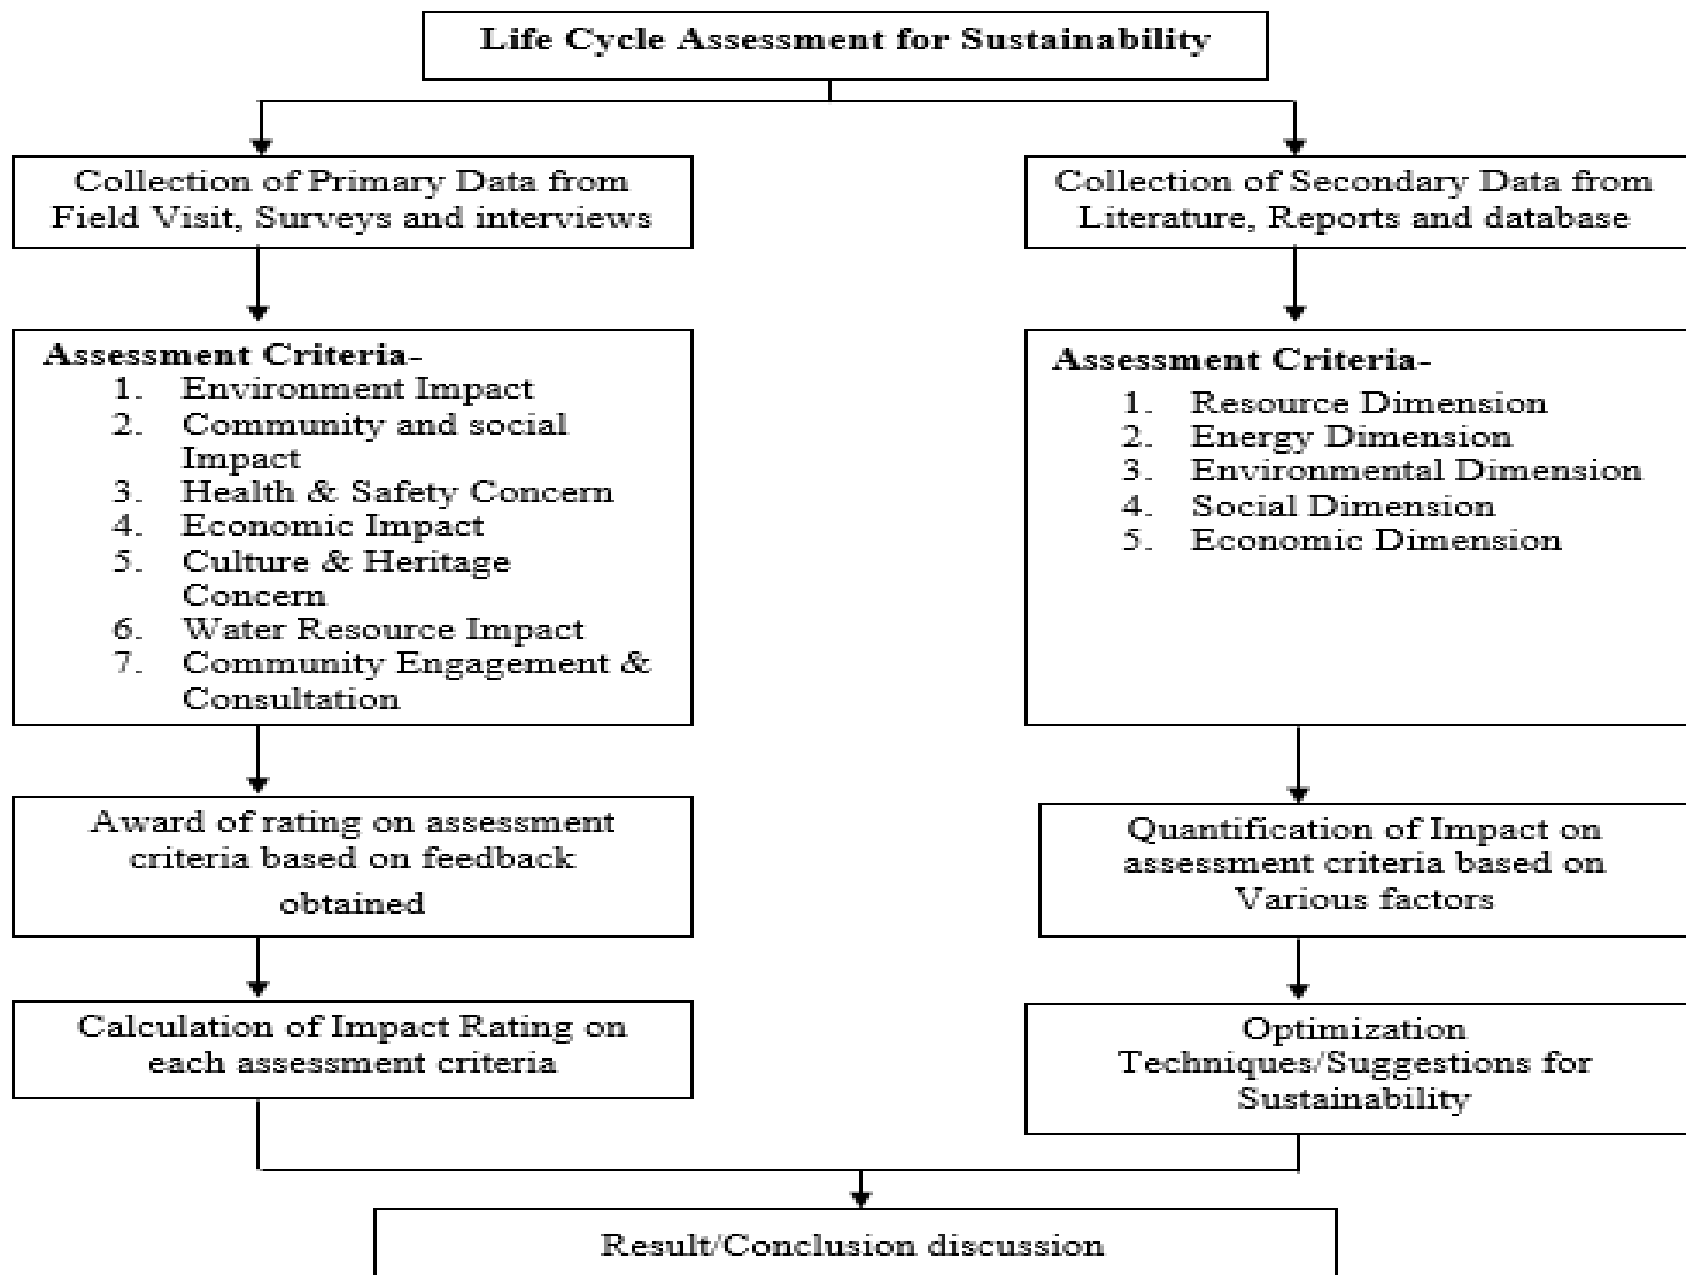 Life Cycle Assessment for Sustainability
Collection of Primary Data from
Field Visit, Surveys and interviews
Collection of Secondary Data from
Literature, Reports and database
Assessment Criteria-
1. Environment Impact
2. Community and social
Impact
3. Health & Safety Concern
4. Economic Impact
5. Culture & Heritage
Concern
6. Water Resource Impact
7. Community Engagement &
Consultation
Assessment Criteria-
1. Resource Dimension
2. Energy Dimension
3. Environmental Dimension
4. Social Dimension
5. Economic Dimension
Award of rating on assessment
criteria based on feedback
obtained
Quantification of Impact on
assessment criteria based on
Various factors
Calculation of Impact Rating on
each assessment criteria
Optimization
Techniques/Suggestions for
Sustainability
Result/Conclusion discussion